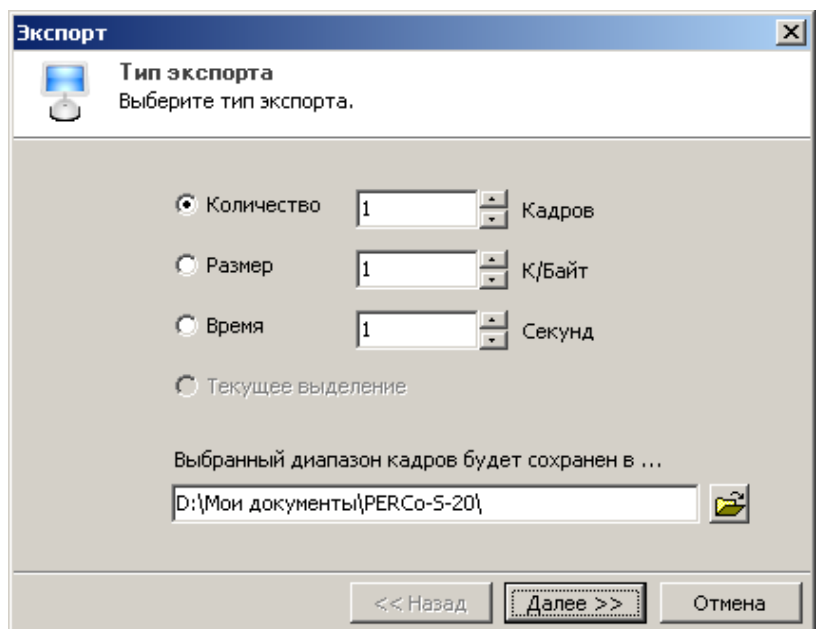 Экспорт
Тип экспорта
Выберите тип экспорта.
Количество 1 Кадров
Размер 1 К/Байт
Время 1 Секунд
Текущее выделение
Выбранный диапазон кадров будет сохранен в ...
D:\Мои документы\PERCo-S-20\
<< Назад Далее >> Отмена